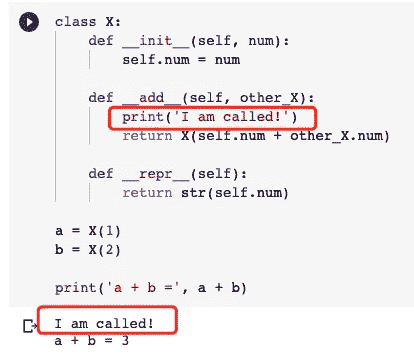 class X:
    def __init__(self, num):
        self.num = num
    def __add__(self, other_X):
        print('I am called!')
        return X(self.num + other_X.num)
    def __repr__(self):
        return str(self.num)
a = X(1)
b = X(2)
print('a + b =', a + b)
I am called!
a + b = 3